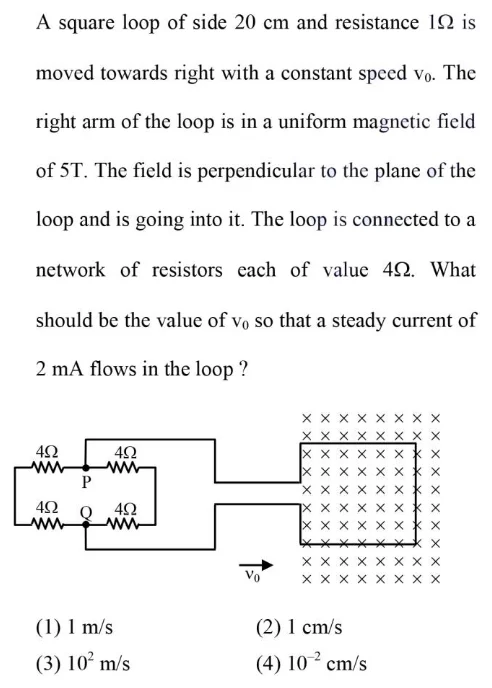 A square loop of side 20 cm and resistance 1Ω is
moved towards right with a constant speed v₀. The
right arm of the loop is in a uniform magnetic field
of 5T. The field is perpendicular to the plane of the
loop and is going into it. The loop is connected to a
network of resistors each of value 4Ω. What
should be the value of v₀ so that a steady current of
2 mA flows in the loop ?
4Ω 4Ω
P
4Ω Q 4Ω
v₀
(1) 1 m/s (2) 1 cm/s
(3) 10² m/s (4) 10⁻² cm/s